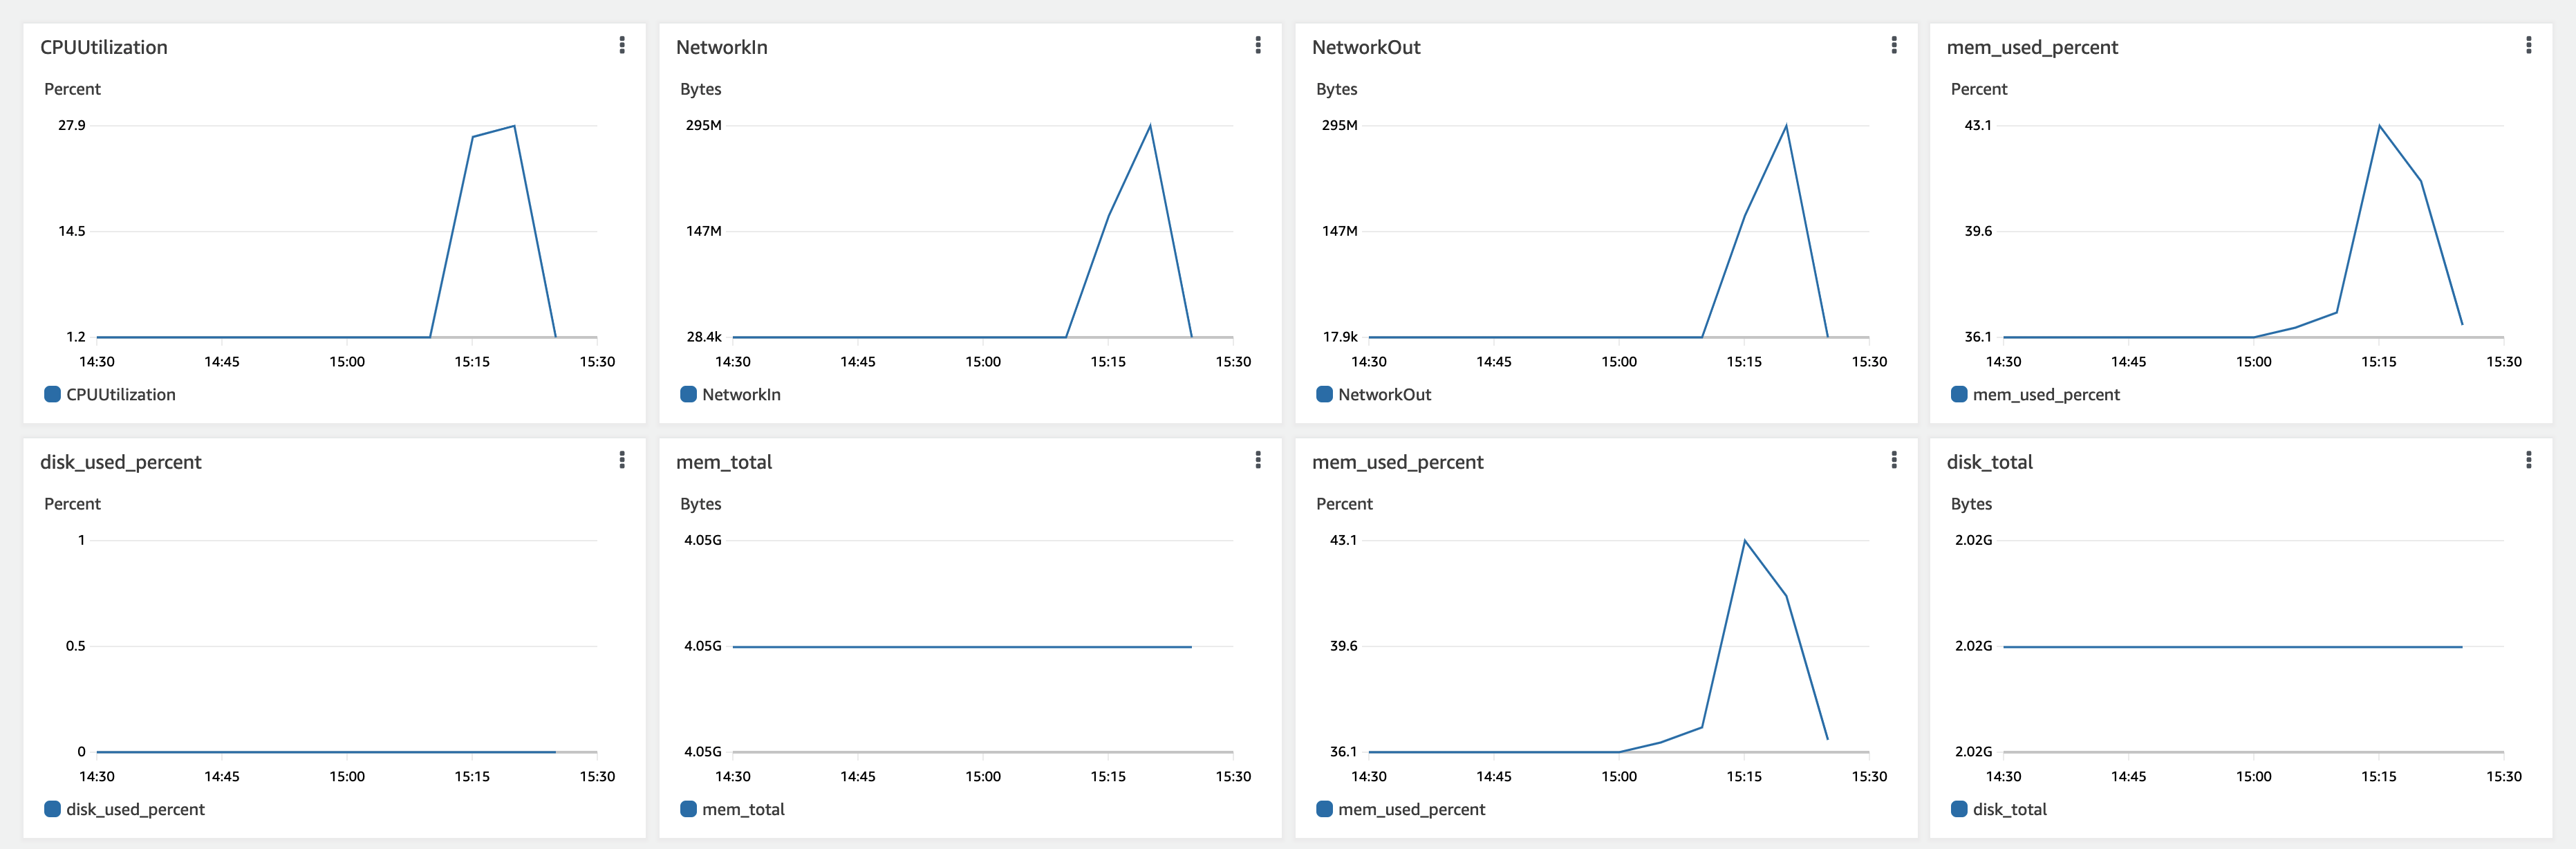 CPUUtilization
Percent
27.9
14.5
1.2
14:30 14:45 15:00 15:15 15:30
CPUUtilization
NetworkIn
Bytes
295M
147M
28.4k
14:30 14:45 15:00 15:15 15:30
NetworkIn
NetworkOut
Bytes
295M
147M
17.9k
14:30 14:45 15:00 15:15 15:30
NetworkOut
mem_used_percent
Percent
43.1
39.6
36.1
14:30 14:45 15:00 15:15 15:30
mem_used_percent
disk_used_percent
Percent
1
0.5
0
14:30 14:45 15:00 15:15 15:30
disk_used_percent
mem_total
Bytes
4.05G
4.05G
4.05G
14:30 14:45 15:00 15:15 15:30
mem_total
mem_used_percent
Percent
43.1
39.6
36.1
14:30 14:45 15:00 15:15 15:30
mem_used_percent
disk_total
Bytes
2.02G
2.02G
2.02G
14:30 14:45 15:00 15:15 15:30
disk_total